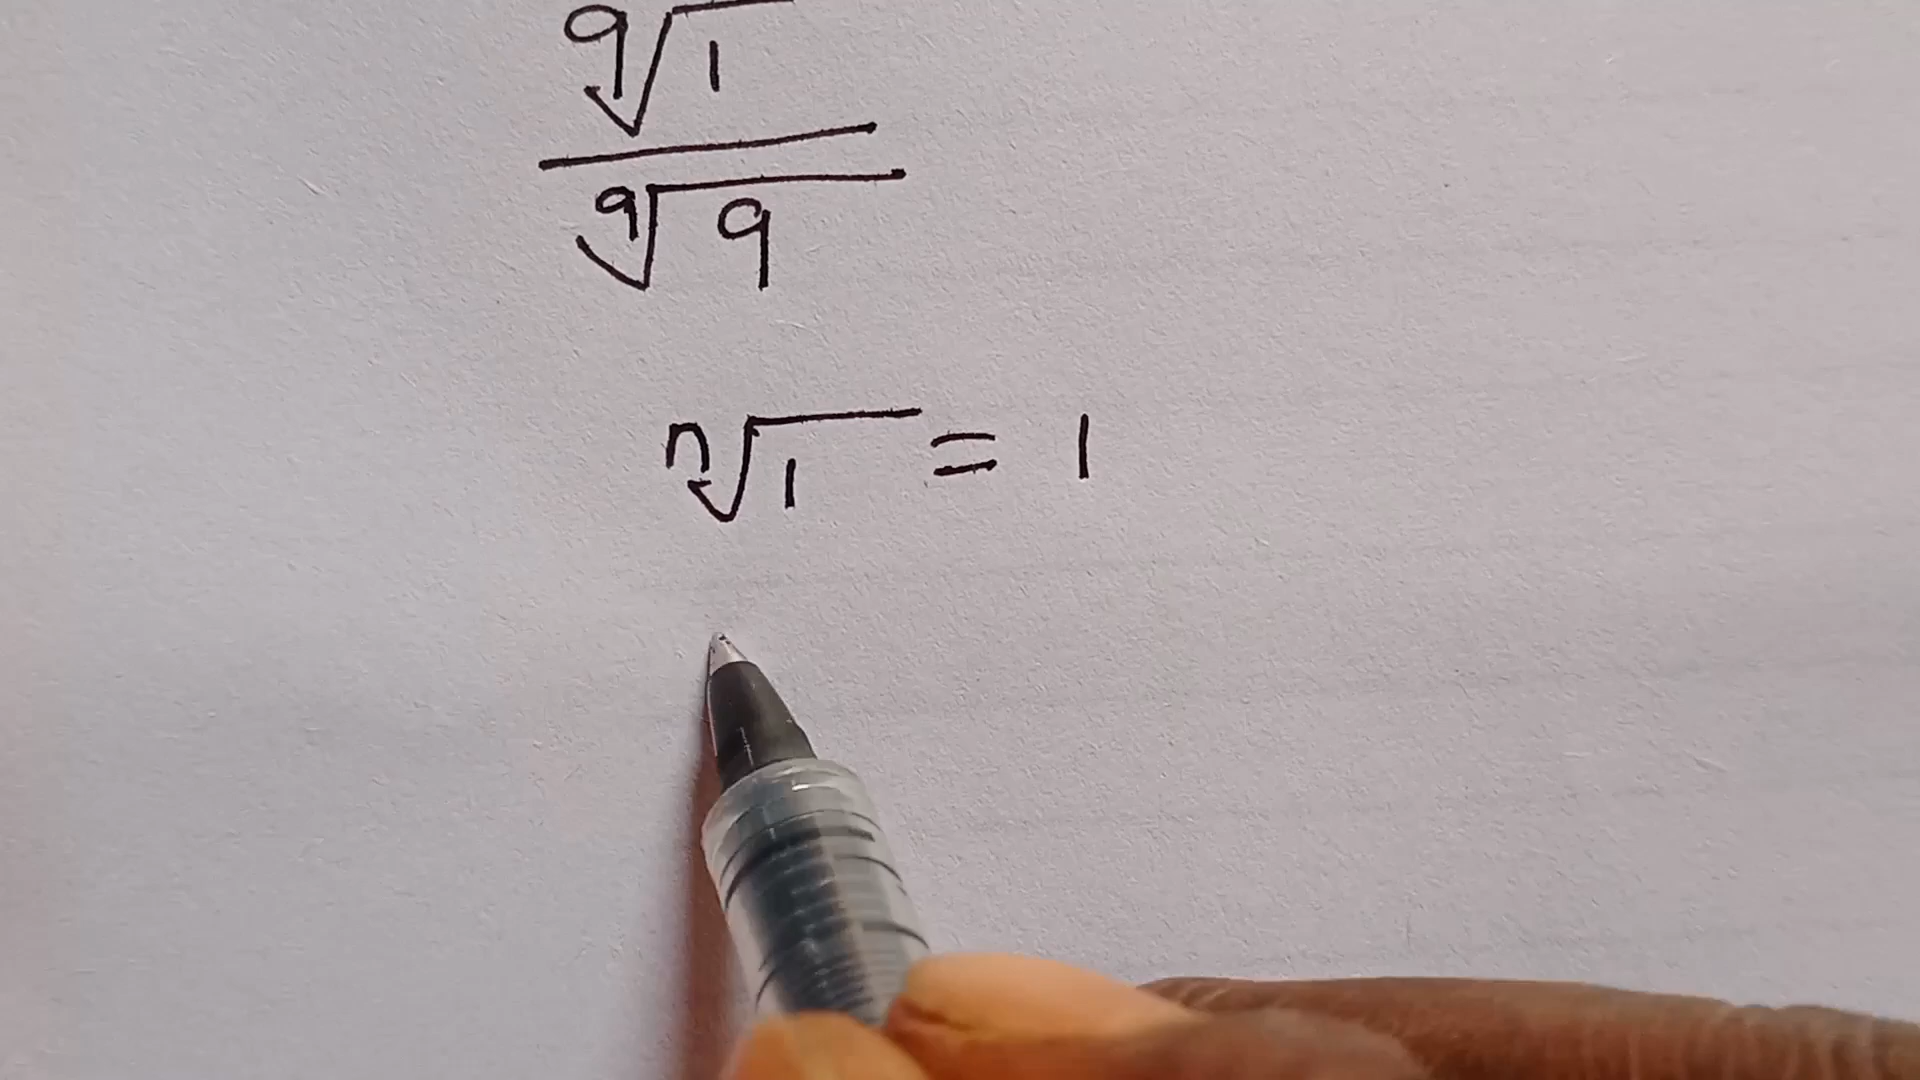 ⁹√1
⁹√9
ⁿ√1 = 1